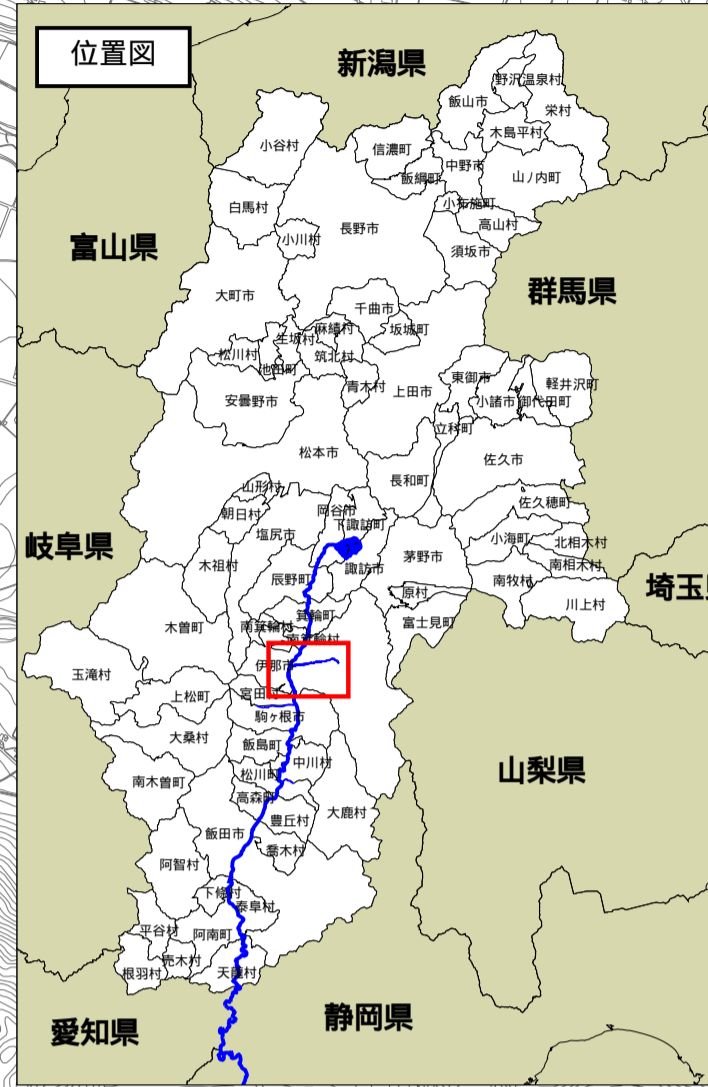 位置図
新潟県
野沢温泉村
飯山市
栄村
木島平村
小谷村
信濃町
中野市
飯綱町
山ノ内町
白馬村
小布施町
高山村
長野市
小川村
須坂市
富山県
群馬県
大町市
千曲市
麻績村
坂城町
生坂村
筑北村
松川村
池田町
青木村
上田市
東御市
軽井沢町
小諸市
御代田町
安曇野市
立科町
松本市
佐久市
長和町
山形村
佐久穂町
岡谷市
朝日村
下諏訪町
塩尻市
小海町
北相木村
岐阜県
茅野市
南相木村
木祖村
諏訪市
辰野町
南牧村
埼玉県
原村
川上村
箕輪町
富士見町
木曽町
南箕輪村
南箕輪村
伊那市
玉滝村
上松町
宮田村
駒ヶ根市
大桑村
飯島町
中川村
山梨県
松川町
南木曽町
高森町
大鹿村
豊丘村
飯田市
喬木村
阿智村
下條村
泰阜村
平谷村
阿南町
売木村
根羽村
天龍村
愛知県
静岡県